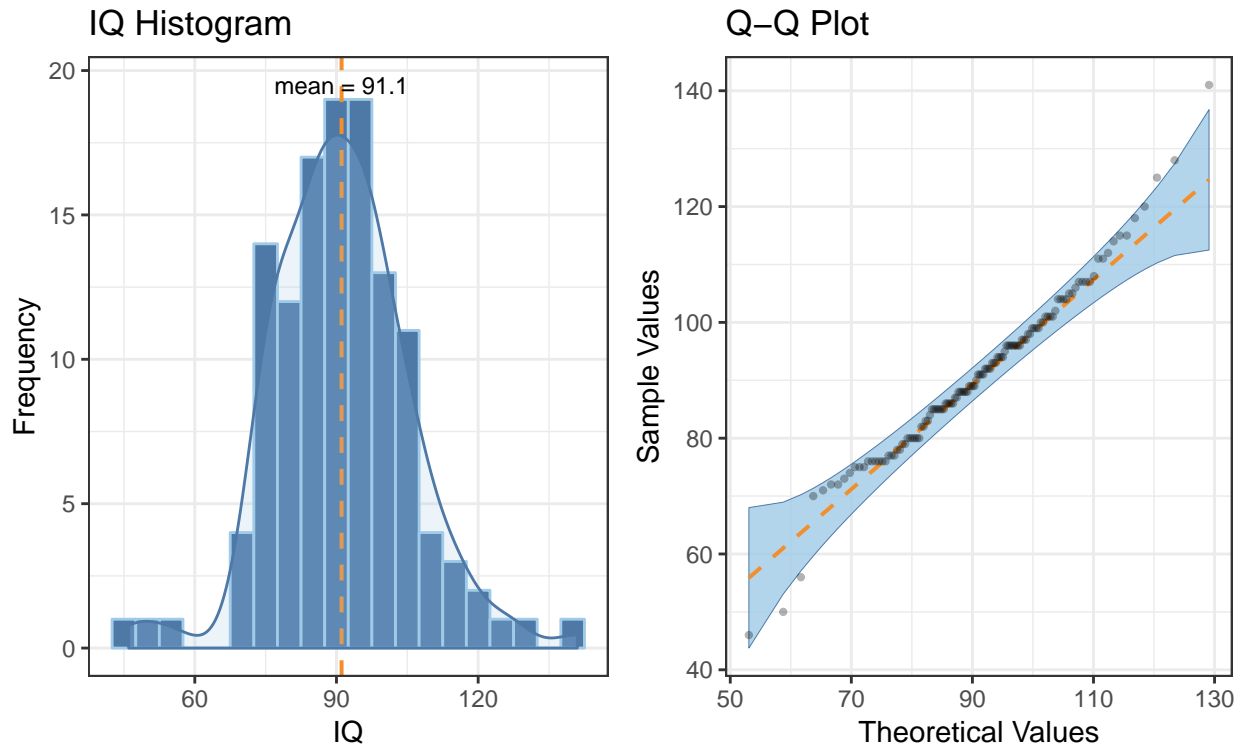 IQ Histogram
mean = 91.1
Frequency
20
15
10
5
0
60 90 120
IQ
Q−Q Plot
Sample Values
140
120
100
80
60
40
50 70 90 110 130
Theoretical Values